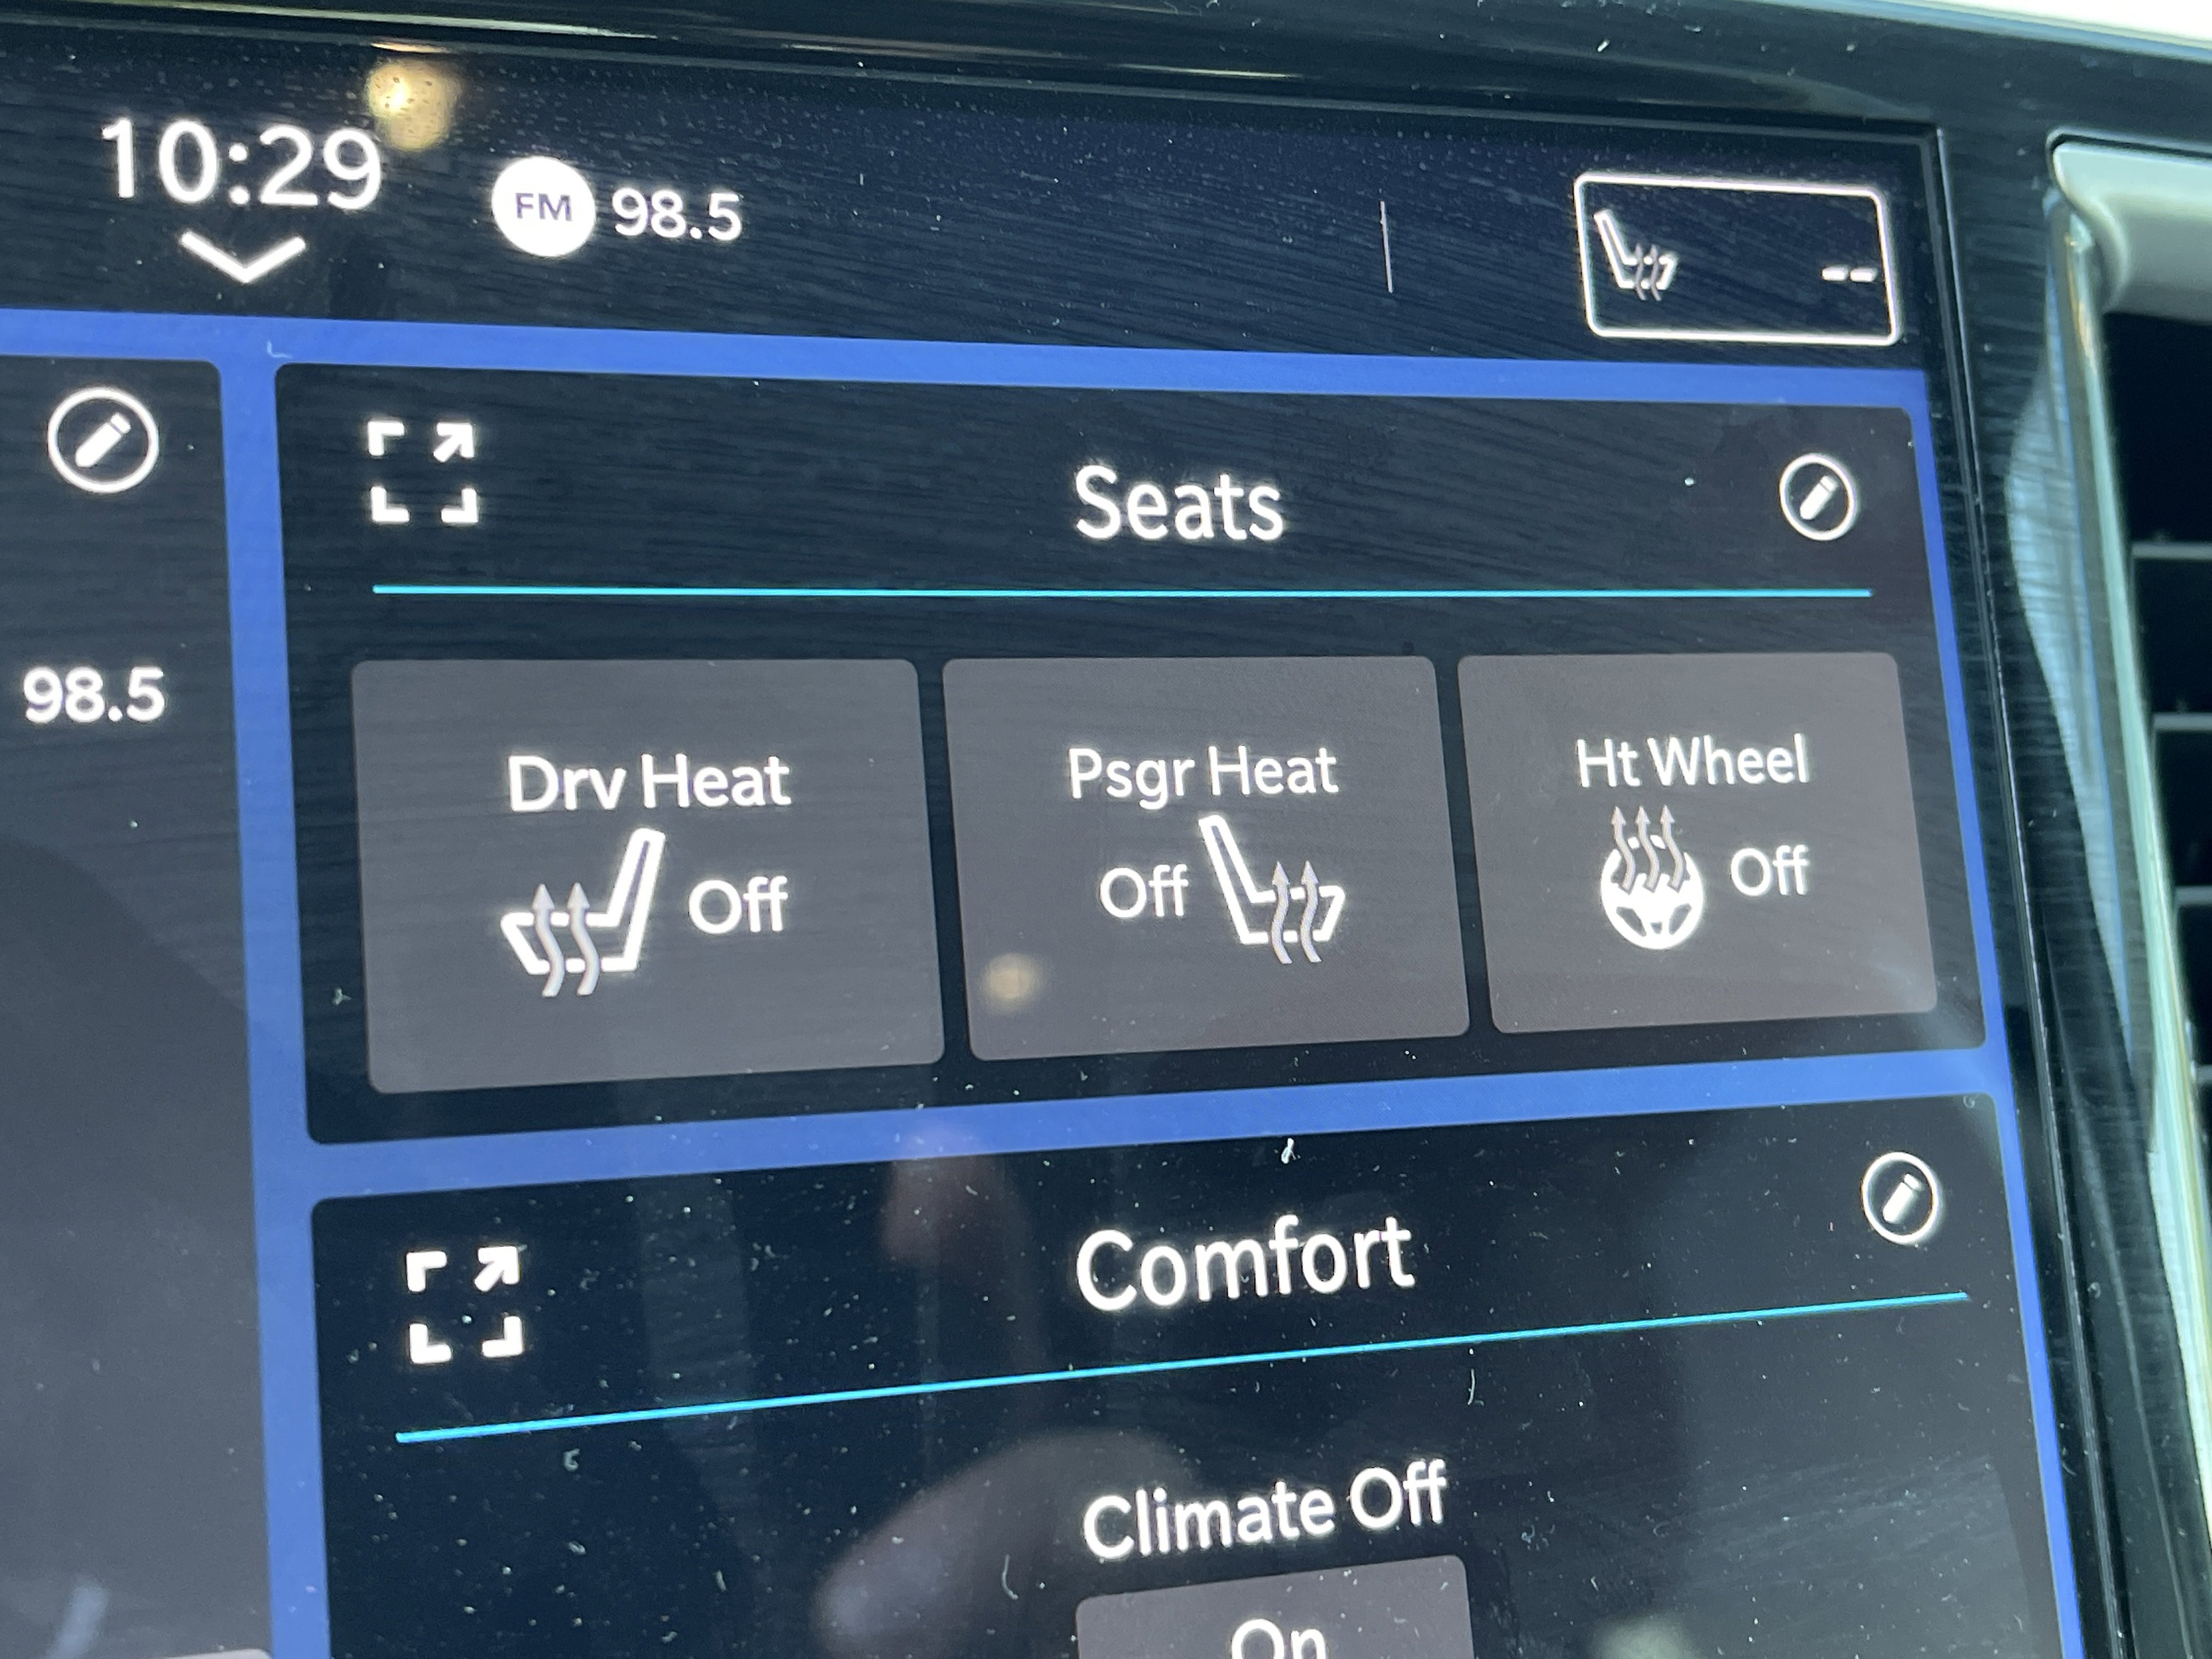 10:29
FM 98.5
--
98.5
Seats
Drv Heat
Off
Psgr Heat
Off
Ht Wheel
Off
Comfort
Climate Off
On